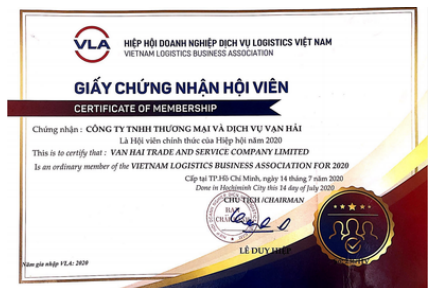 VLA
HIỆP HỘI DOANH NGHIỆP DỊCH VỤ LOGISTICS VIỆT NAM
VIETNAM LOGISTICS BUSINESS ASSOCIATION
GIẤY CHỨNG NHẬN HỘI VIÊN
CERTIFICATE OF MEMBERSHIP
Chứng nhận : CÔNG TY TNHH THƯƠNG MẠI VÀ DỊCH VỤ VẠN HẢI
Là Hội viên chính thức của Hiệp hội năm 2020
This is to certify that : VAN HAI TRADE AND SERVICE COMPANY LIMITED
Is an ordinary member of the VIETNAM LOGISTICS BUSINESS ASSOCIATION FOR 2020
Cấp tại TP.Hồ Chí Minh, ngày 14 tháng 7 năm 2020
Done in Hochiminh City this 14 day of July 2020
CHỦ TỊCH /CHAIRMAN
LÊ DUY HIỆP
Năm gia nhập VLA: 2020